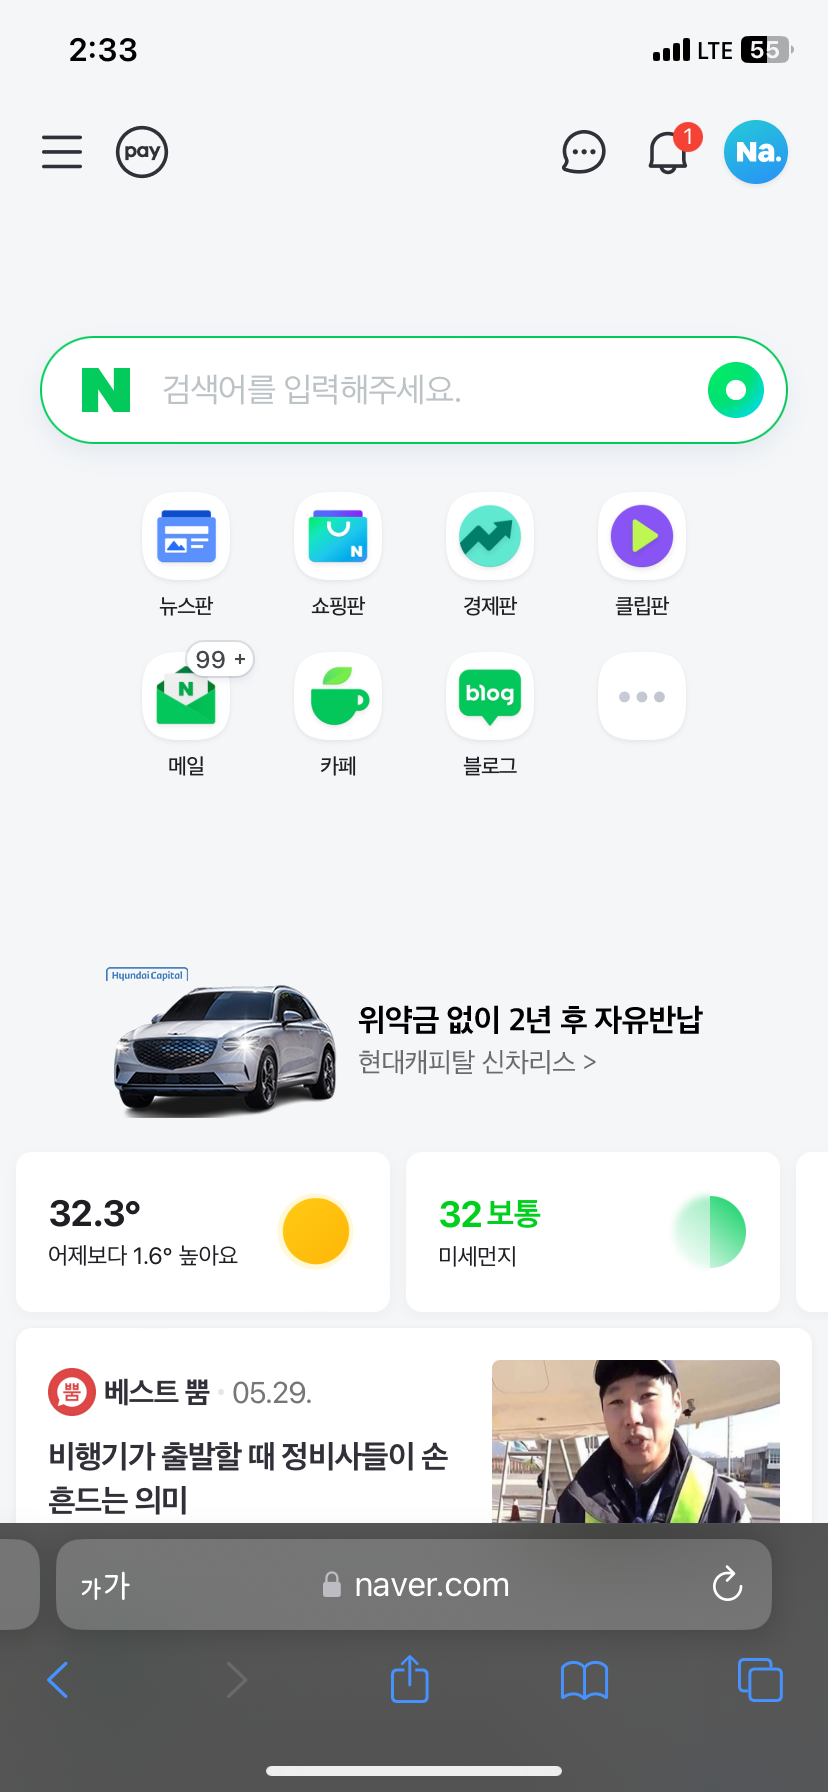 2:33
LTE 55
pay
1
Na.
N 검색어를 입력해주세요.
N
뉴스판 쇼핑판 경제판 클립판
99 +
N
blog
메일 카페 블로그
Hyundai Capital
위약금 없이 2년 후 자유반납
현대캐피탈 신차리스 >
32.3°
어제보다 1.6° 높아요
32 보통
미세먼지
뿜 베스트 뿜 · 05.29.
비행기가 출발할 때 정비사들이 손
흔드는 의미
가가 naver.com